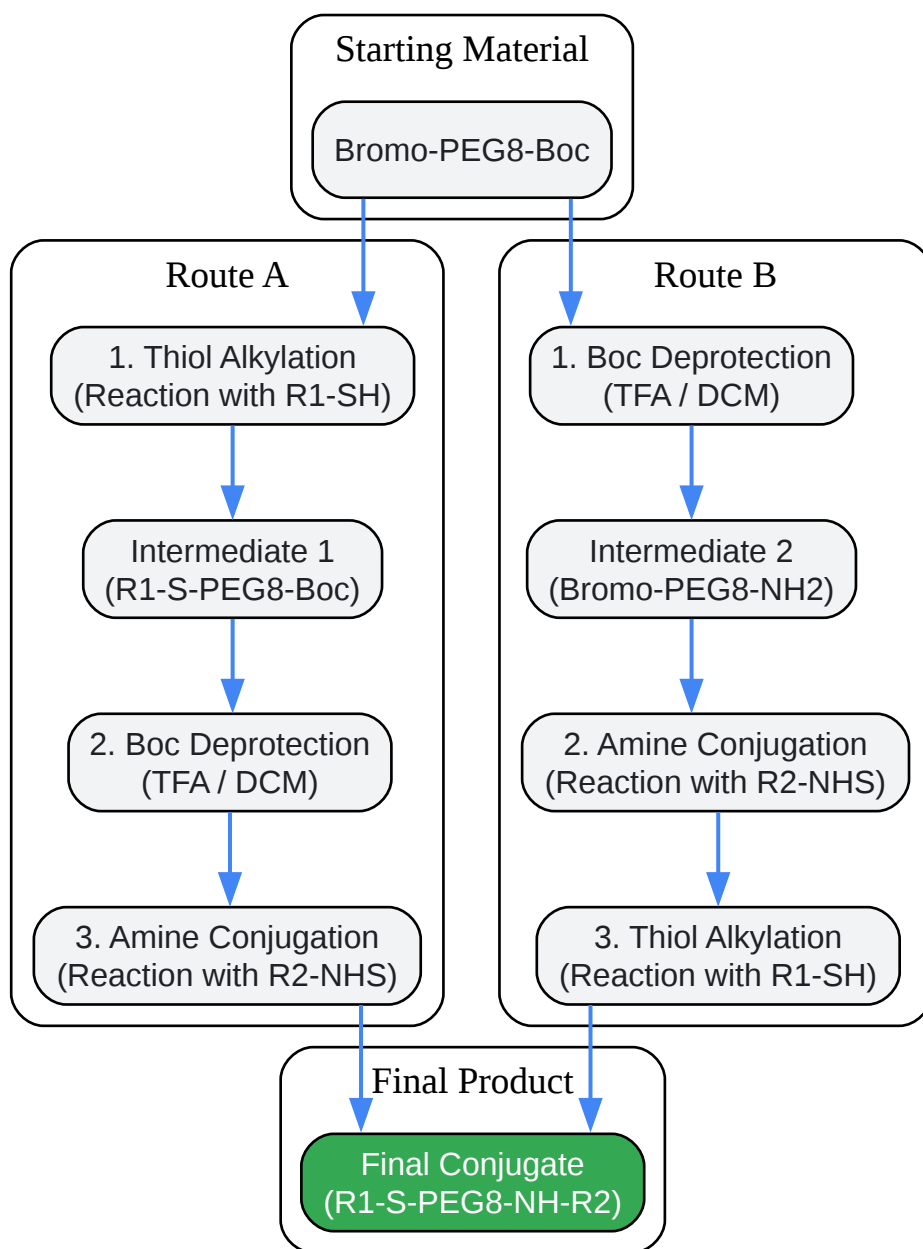 Starting Material
Bromo-PEG8-Boc
Route A
1. Thiol Alkylation
(Reaction with R1-SH)
Intermediate 1
(R1-S-PEG8-Boc)
2. Boc Deprotection
(TFA / DCM)
3. Amine Conjugation
(Reaction with R2-NHS)
Route B
1. Boc Deprotection
(TFA / DCM)
Intermediate 2
(Bromo-PEG8-NH2)
2. Amine Conjugation
(Reaction with R2-NHS)
3. Thiol Alkylation
(Reaction with R1-SH)
Final Product
Final Conjugate
(R1-S-PEG8-NH-R2)